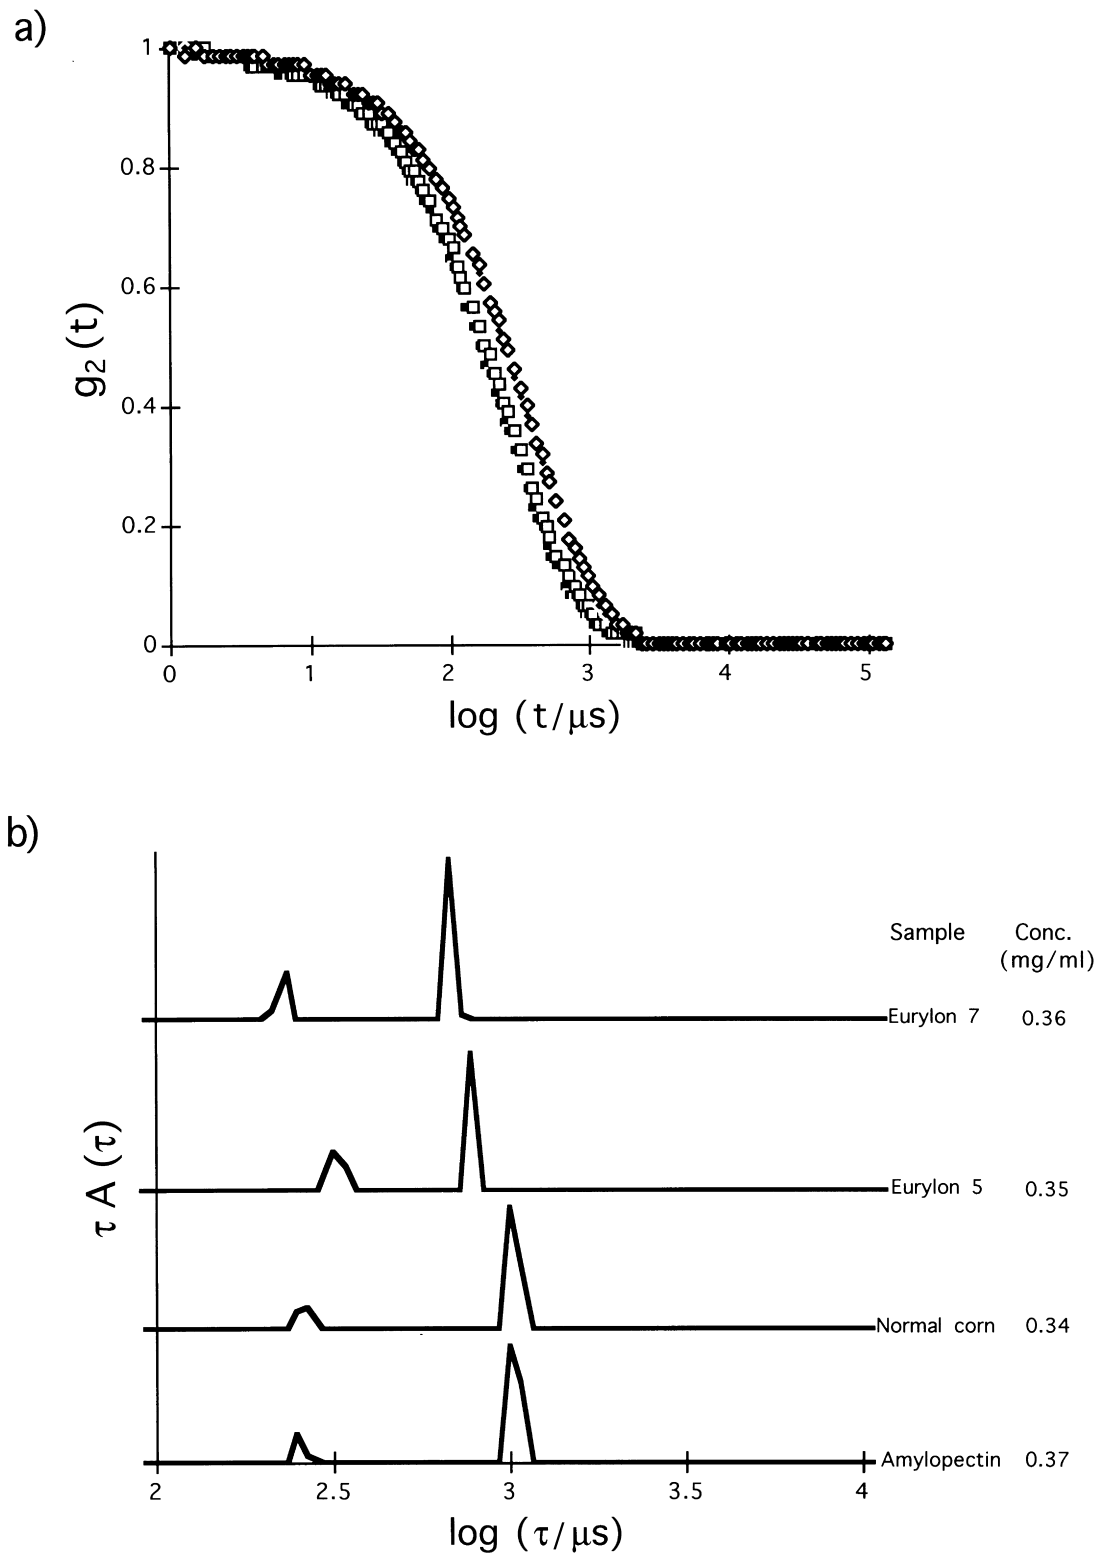 a)
1
0.8
0.6
0.4
0.2
0
g2 (t)
0 1 2 3 4 5
log (t/μs)
b)
Sample Conc.
(mg/ml)
Eurylon 7 0.36
Eurylon 5 0.35
Normal corn 0.34
Amylopectin 0.37
τ A (τ)
2 2.5 3 3.5 4
log (τ/μs)